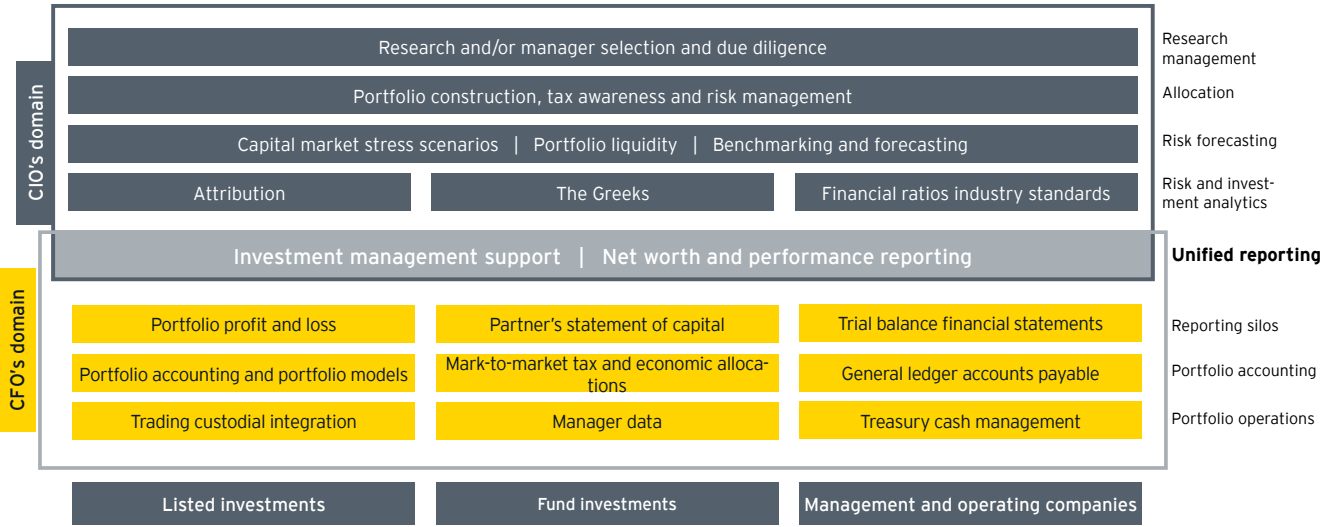 CIO's domain
Research and/or manager selection and due diligence
Research
management
Portfolio construction, tax awareness and risk management
Allocation
Capital market stress scenarios | Portfolio liquidity | Benchmarking and forecasting
Risk forecasting
Attribution
The Greeks
Financial ratios industry standards
Risk and invest-
ment analytics
Investment management support | Net worth and performance reporting
Unified reporting
CFO's domain
Portfolio profit and loss
Partner's statement of capital
Trial balance financial statements
Reporting silos
Portfolio accounting and portfolio models
Mark-to-market tax and economic alloca-
tions
General ledger accounts payable
Portfolio accounting
Trading custodial integration
Manager data
Treasury cash management
Portfolio operations
Listed investments
Fund investments
Management and operating companies